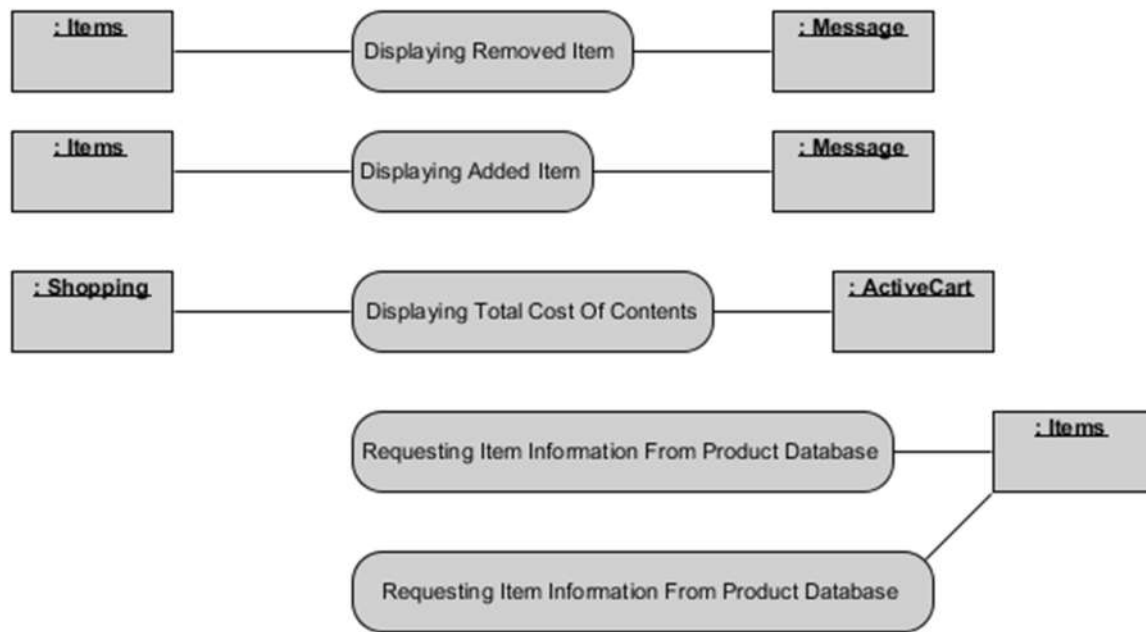 : Items
Displaying Removed Item
: Message
: Items
Displaying Added Item
: Message
: Shopping
Displaying Total Cost Of Contents
: ActiveCart
Requesting Item Information From Product Database
: Items
Requesting Item Information From Product Database